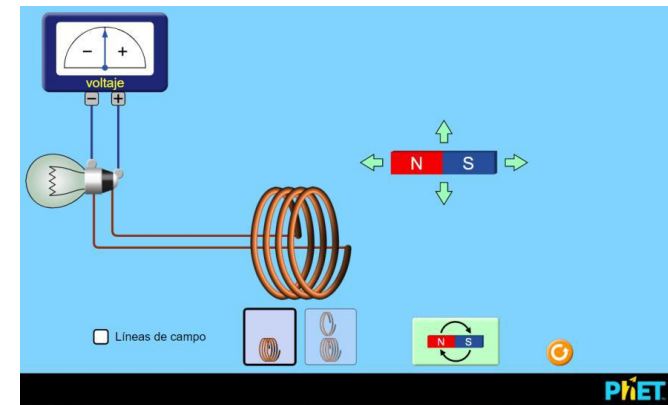 − +
voltaje
− +
N S
Líneas de campo
N S
PhET